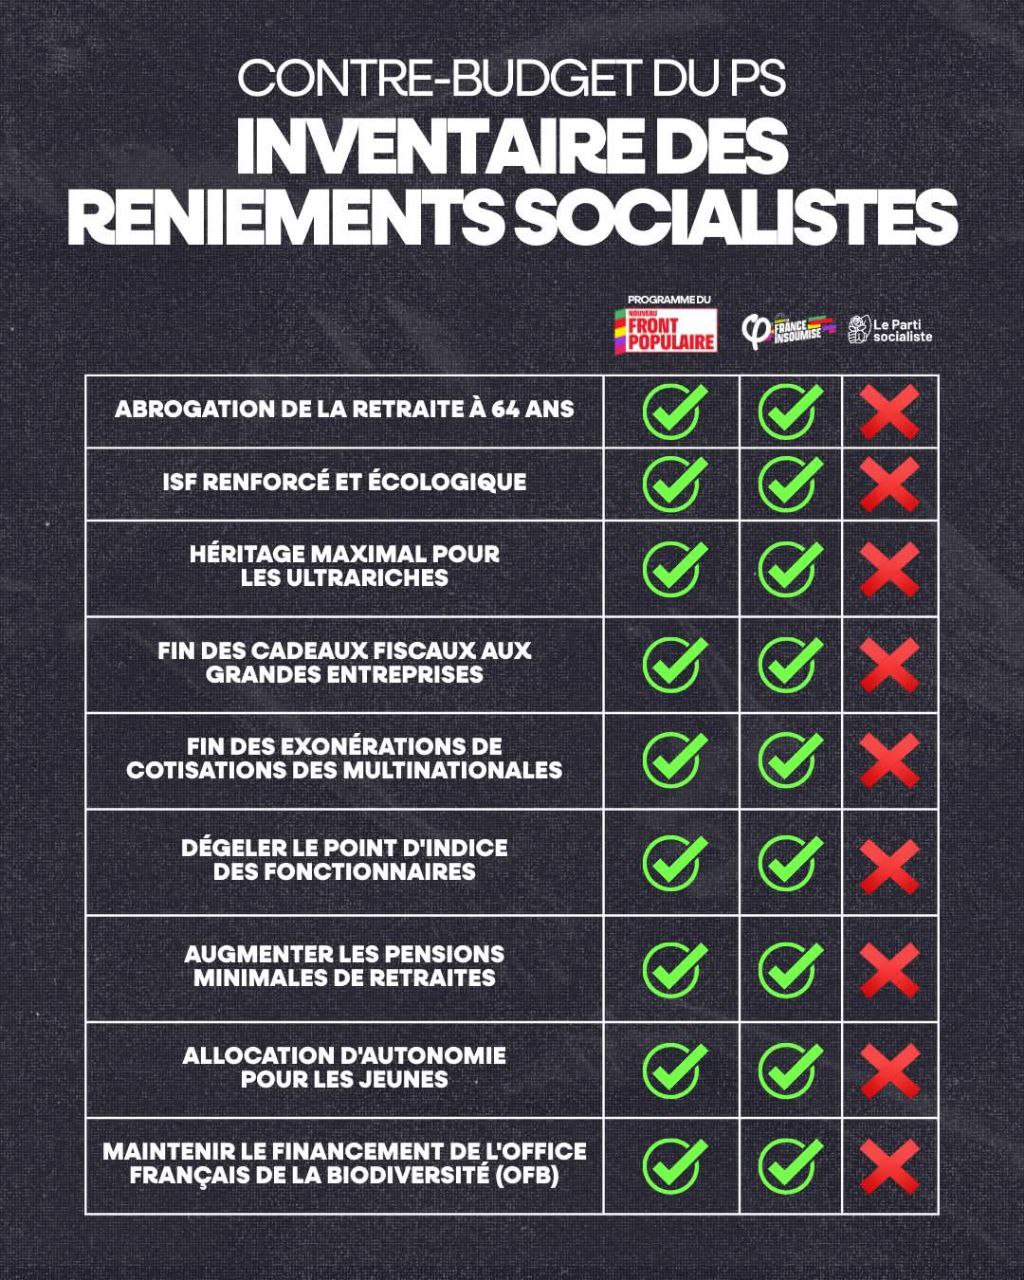 CONTRE-BUDGET DU PS
INVENTAIRE DES
RENIEMENTS SOCIALISTES
PROGRAMME DU
NOUVEAU
FRONT
POPULAIRE
FRANCE
INSOUMISE
Le Parti
socialiste
ABROGATION DE LA RETRAITE À 64 ANS
ISF RENFORCÉ ET ÉCOLOGIQUE
HÉRITAGE MAXIMAL POUR
LES ULTRARICHES
FIN DES CADEAUX FISCAUX AUX
GRANDES ENTREPRISES
FIN DES EXONÉRATIONS DE
COTISATIONS DES MULTINATIONALES
DÉGELER LE POINT D'INDICE
DES FONCTIONNAIRES
AUGMENTER LES PENSIONS
MINIMALES DE RETRAITES
ALLOCATION D'AUTONOMIE
POUR LES JEUNES
MAINTENIR LE FINANCEMENT DE L'OFFICE
FRANÇAIS DE LA BIODIVERSITÉ (OFB)